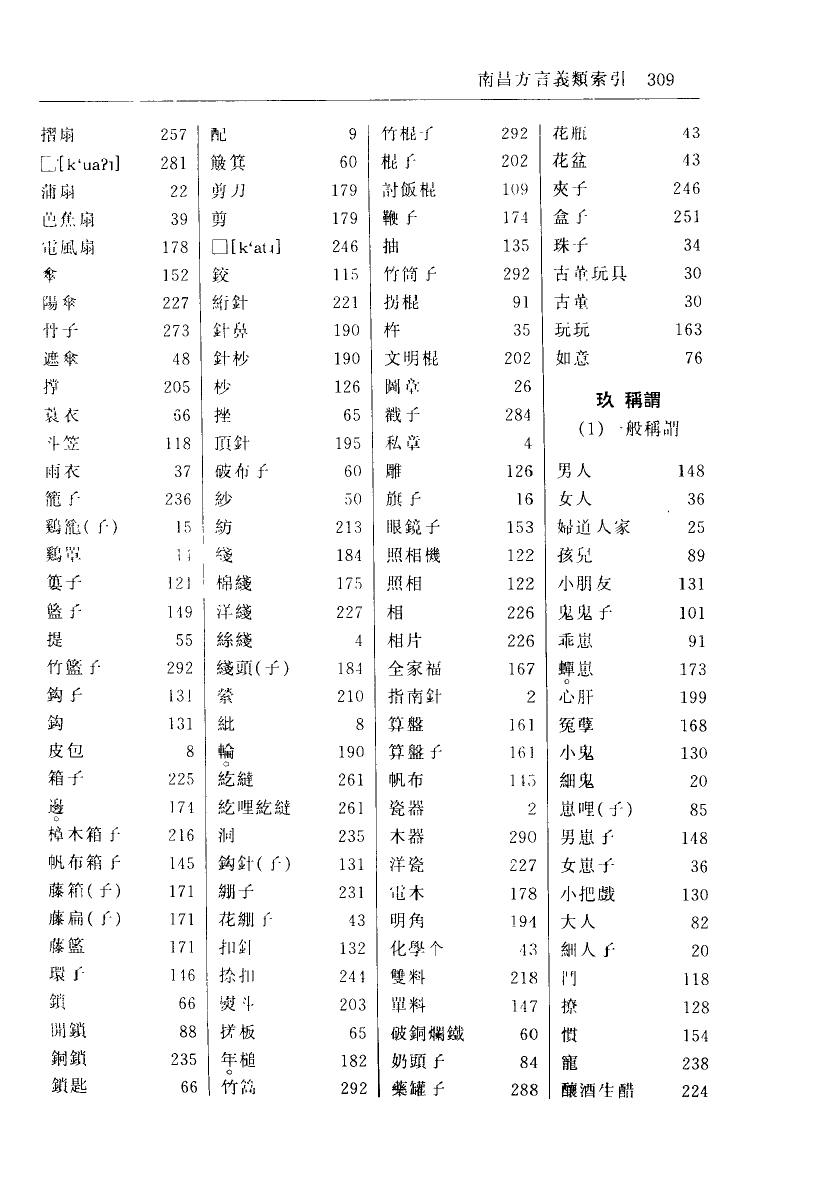 南昌方言義類索引 309
摺扇 257
□[k‘uaʔ˥] 281
蒲扇 22
芭焦扇 39
電風扇 178
傘 152
陽傘 227
骨子 273
遮傘 48
撑 205
蓑衣 66
斗笠 118
雨衣 37
籠子 236
鷄籠(子) 15
鷄罩
簍子 121
籃子 149
提 55
竹籃子 292
鈎子 131
鈎 131
皮包 8
箱子 225
邊 174
樟木箱子 216
帆布箱子 145
藤箱(子) 171
藤扁(子) 171
藤籃 171
環子 146
鎖 66
開鎖 88
銅鎖 235
鎖匙 66
配 9
簸箕 60
剪刀 179
剪 179
□[k‘at˩] 246
鉸 115
絎針 221
針鼻 190
針杪 190
杪 126
挫 65
頂針 195
破布子 60
紗 50
紡 213
綫 184
棉綫 175
洋綫 227
絲綫 4
綫頭(子) 184
縈 210
紕 8
輪 190
紇縫 261
紇哩紇縫 261
洞 235
鈎針(子) 131
綳子 231
花綳子 43
扣釘 132
捺扣 244
熨斗 203
搓板 65
年槌 182
竹篙 292
竹棍子 292
棍子 202
討飯棍 109
鞭子 174
抽 135
竹筒子 292
拐棍 91
杵 35
文明棍 202
圖章 26
戳子 284
私章 4
雕 126
旗子 16
眼鏡子 153
照相機 122
照相 122
相 226
相片 226
全家福 167
指南針 2
算盤 161
算盤子 161
帆布 145
瓷器 2
木器 290
洋瓷 227
電木 178
明角 194
化學个 43
雙料 218
單料 147
破銅爛鐵 60
奶頭子 84
藥罐子 288
花瓶 43
花盆 43
夾子 246
盒子 251
珠子 34
古董玩具 30
古董 30
玩玩 163
如意 76
玖 稱謂
(1) 一般稱謂
男人 148
女人 36
婦道人家 25
孩兒 89
小朋友 131
鬼鬼子 101
乖崽 91
蟬崽 173
心肝 199
冤孽 168
小鬼 130
細鬼 20
崽哩(子) 85
男崽子 148
女崽子 36
小把戲 130
大人 82
細人子 20
門 118
撩 128
慣 154
寵 238
釀酒生醋 224